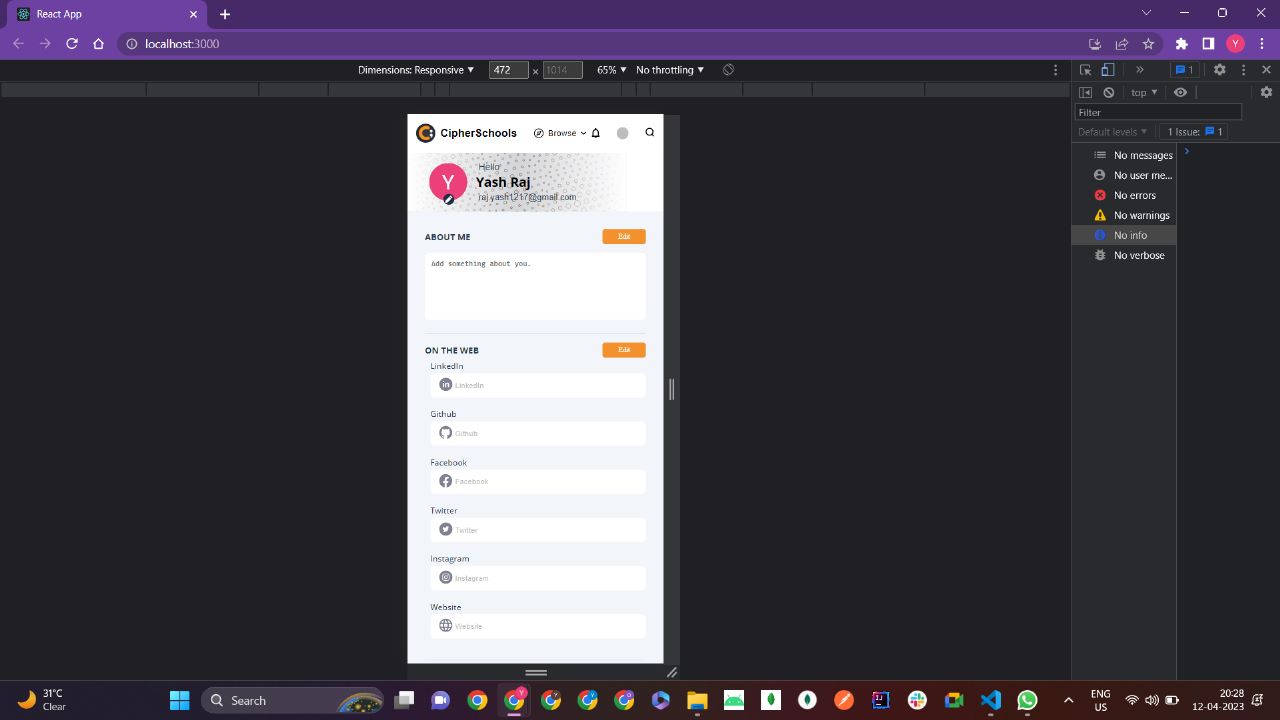 React App
localhost:3000
Y
Dimensions: Responsive 472 × 1014 65% No throttling
1
top
Filter
Default levels 1 Issue: 1
No messages
No user me...
No errors
No warnings
No info
No verbose
CipherSchools Browse
Y
Hello
Yash Raj
raj.yash1217@gmail.com
ABOUT ME Edit
Add something about you.
ON THE WEB Edit
LinkedIn
LinkedIn
Github
Github
Facebook
Facebook
Twitter
Twitter
Instagram
Instagram
Website
Website
31°C
Clear
Search
ENG
US
20:28
12-04-2023